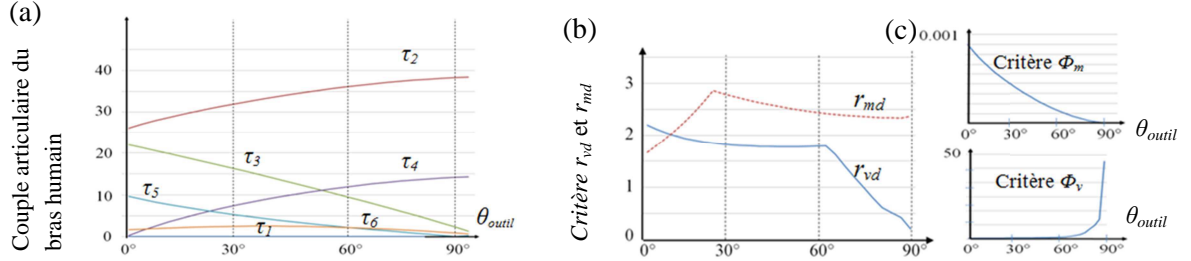 (a)
Couple articulaire du
bras humain
40
30
20
10
0
τ2
τ3
τ4
τ5
τ1
τ6
θoutil
0°
30°
60°
90°
(b)
Critère rvd et rmd
3
2
1
0
rmd
rvd
0°
30°
60°
90°
(c)
0.001
Critère Φm
0°
30°
60°
90°
θoutil
50
Critère Φv
θoutil
0°
30°
60°
90°